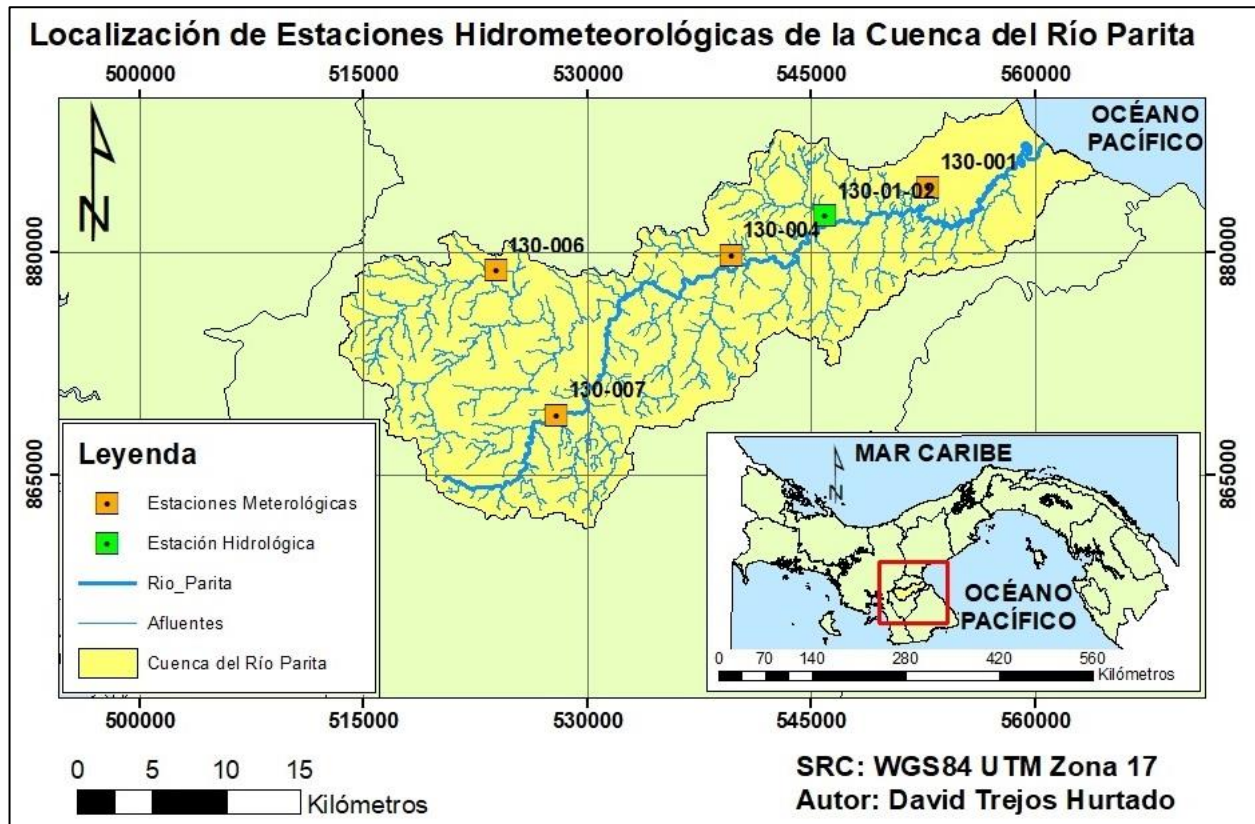 Localización de Estaciones Hidrometeorológicas de la Cuenca del Río Parita
500000 515000 530000 545000 560000
OCÉANO
PACÍFICO
N
130-001
130-01-02
130-004
130-006
880000 880000
130-007
Leyenda
Estaciones Meterológicas
Estación Hidrológica
Rio_Parita
Afluentes
Cuenca del Río Parita
865000 865000
MAR CARIBE
N
OCÉANO
PACÍFICO
0 70 140 280 420 560
Kilómetros
500000 515000 530000 545000 560000
0 5 10 15
Kilómetros
SRC: WGS84 UTM Zona 17
Autor: David Trejos Hurtado